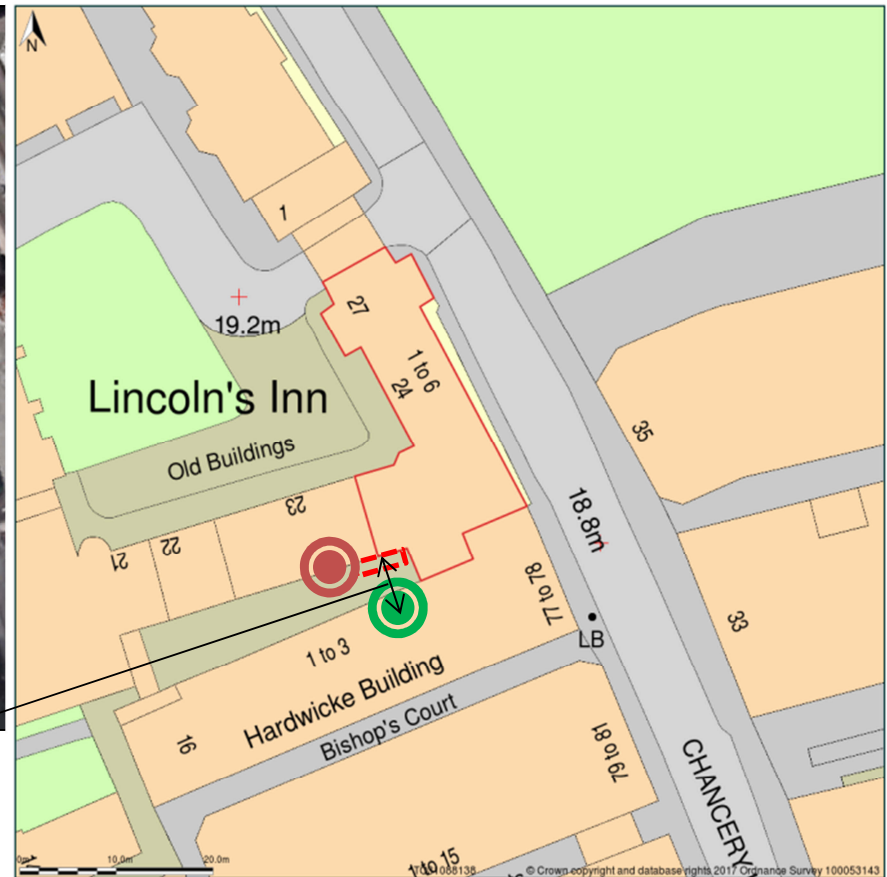 N
1
27
19.2m
1 to 6
24
Lincoln's Inn
Old Buildings
35
23
22
21
18.8m
77 to 78
33
LB
1 to 3
Hardwicke Building
Bishop's Court
16
79 to 81
CHANCERY
1 to 15
0m
10.0m
20.0m
© Crown copyright and database rights 2017 Ordnance Survey 100053143